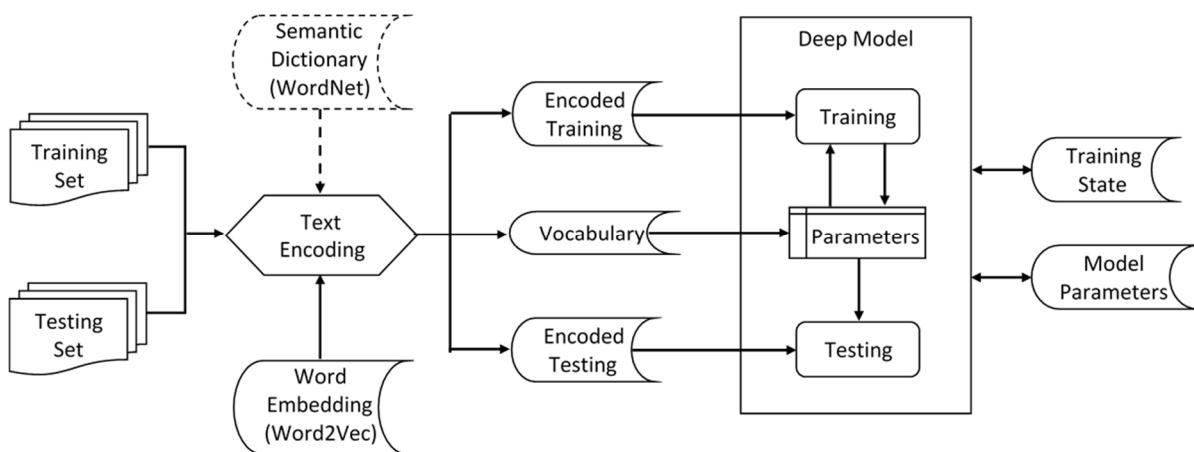 Semantic
Dictionary
(WordNet)
Training
Set
Testing
Set
Text
Encoding
Word
Embedding
(Word2Vec)
Encoded
Training
Vocabulary
Encoded
Testing
Deep Model
Training
Parameters
Testing
Training
State
Model
Parameters